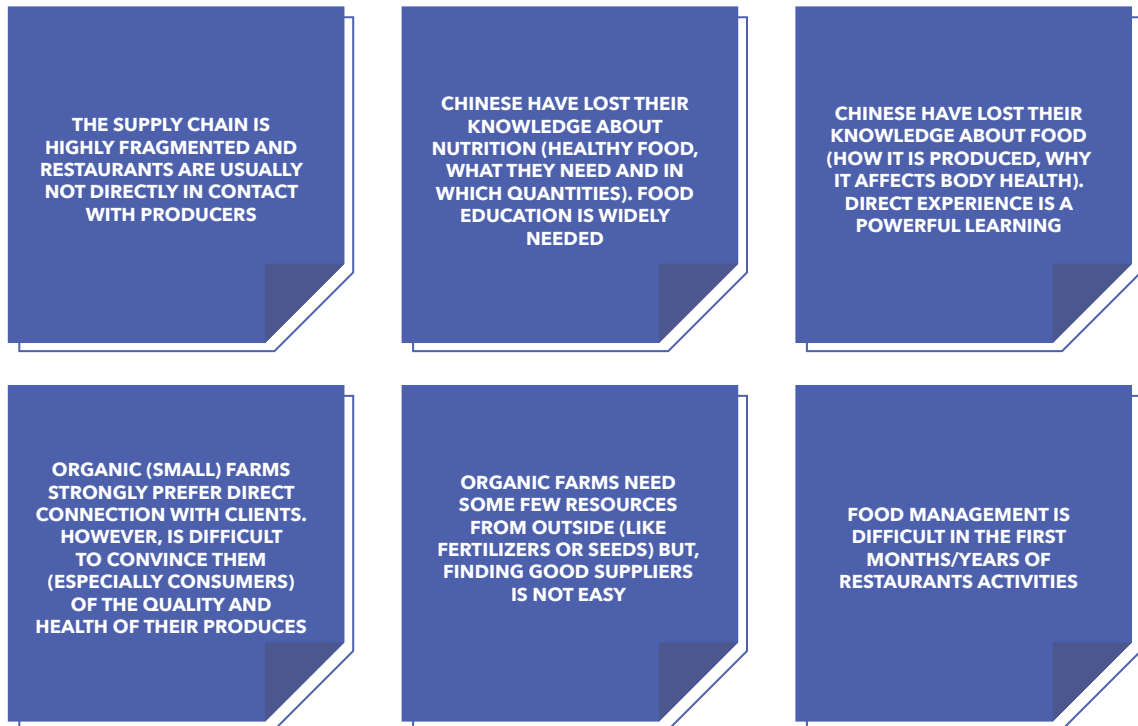 THE SUPPLY CHAIN IS
HIGHLY FRAGMENTED AND
RESTAURANTS ARE USUALLY
NOT DIRECTLY IN CONTACT
WITH PRODUCERS
CHINESE HAVE LOST THEIR
KNOWLEDGE ABOUT
NUTRITION (HEALTHY FOOD,
WHAT THEY NEED AND IN
WHICH QUANTITIES). FOOD
EDUCATION IS WIDELY
NEEDED
CHINESE HAVE LOST THEIR
KNOWLEDGE ABOUT FOOD
(HOW IT IS PRODUCED, WHY
IT AFFECTS BODY HEALTH).
DIRECT EXPERIENCE IS A
POWERFUL LEARNING
ORGANIC (SMALL) FARMS
STRONGLY PREFER DIRECT
CONNECTION WITH CLIENTS.
HOWEVER, IS DIFFICULT
TO CONVINCE THEM
(ESPECIALLY CONSUMERS)
OF THE QUALITY AND
HEALTH OF THEIR PRODUCES
ORGANIC FARMS NEED
SOME FEW RESOURCES
FROM OUTSIDE (LIKE
FERTILIZERS OR SEEDS) BUT,
FINDING GOOD SUPPLIERS
IS NOT EASY
FOOD MANAGEMENT IS
DIFFICULT IN THE FIRST
MONTHS/YEARS OF
RESTAURANTS ACTIVITIES